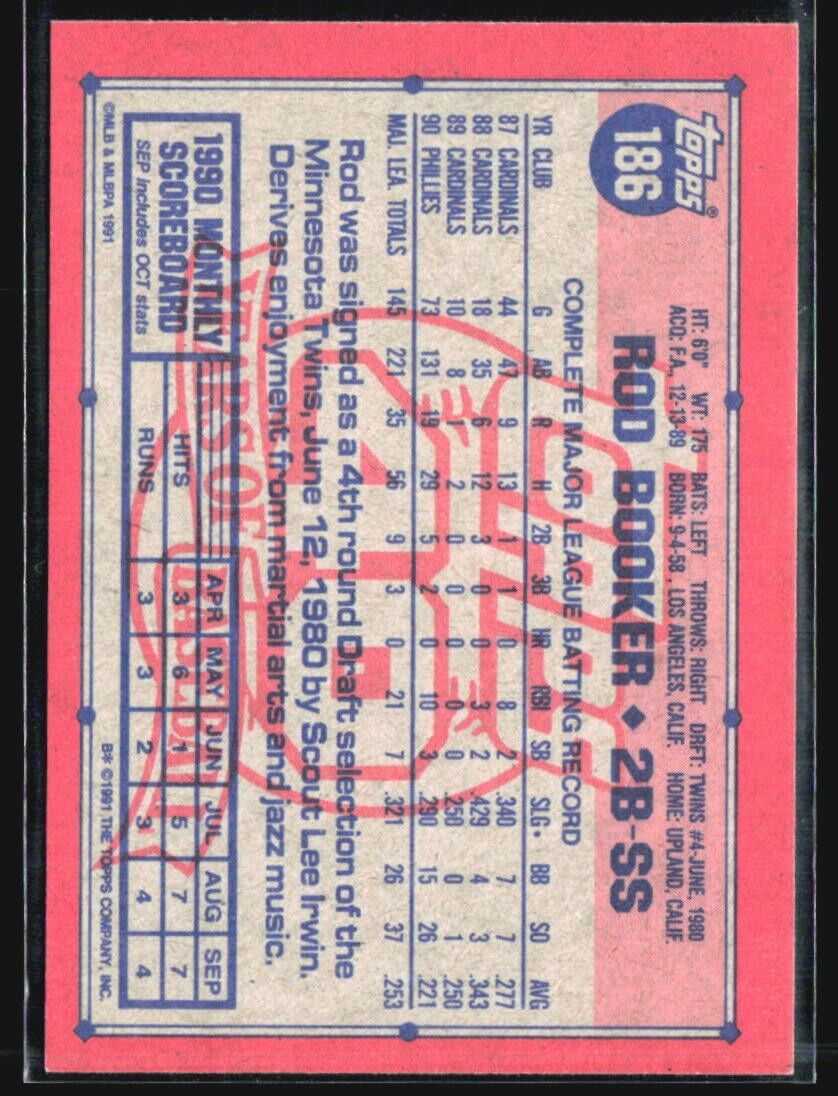 topps®
186
HT: 6'0" WT: 175 BATS: LEFT THROWS: RIGHT DRFT: TWINS #4-JUNE, 1980
ACQ: F.A., 12-13-89 BORN: 9-4-58, LOS ANGELES, CALIF. HOME: UPLAND, CALIF.
ROD BOOKER ♦ 2B-SS
COMPLETE MAJOR LEAGUE BATTING RECORD
YR CLUB G AB R H 2B 3B HR RBI SB SLG• BB SO AVG
87 CARDINALS 44 47 9 13 1 1 0 8 2 .340 7 7 .277
88 CARDINALS 18 35 6 12 3 0 0 3 2 .429 4 3 .343
89 CARDINALS 10 8 1 2 0 0 0 0 0 .250 0 1 .250
90 PHILLIES 73 131 19 29 5 2 0 10 3 .290 15 26 .221
MAJ. LEA. TOTALS 145 221 35 56 9 3 0 21 7 .321 26 37 .253
Rod was signed as a 4th round Draft selection of the
Minnesota Twins, June 12, 1980 by Scout Lee Irwin.
Derives enjoyment from martial arts and jazz music.
1990 MONTHLY
SCOREBOARD
SEP includes OCT stats
APR MAY JUN JUL AUG SEP
HITS 3 6 1 5 7 7
RUNS 3 3 2 3 4 4
©MLB & MLBPA 1991
B* ©1991 THE TOPPS COMPANY, INC.
topps
40
YEARS OF BASEBALL